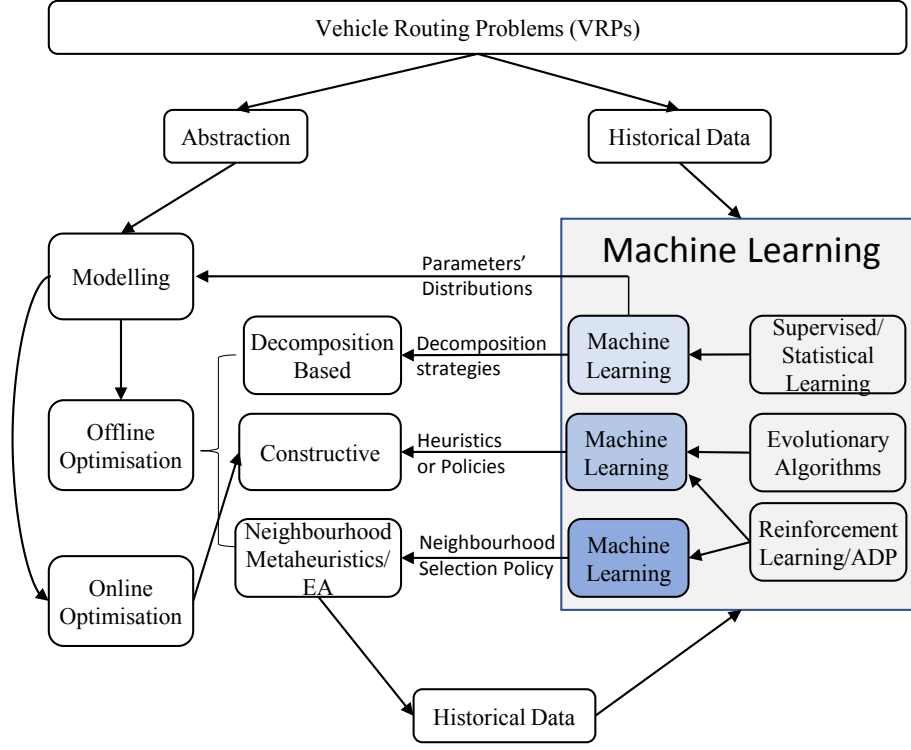 Vehicle Routing Problems (VRPs)
Abstraction
Historical Data
Machine Learning
Modelling
Parameters'
Distributions
Decomposition
Based
Decomposition
strategies
Machine
Learning
Supervised/
Statistical
Learning
Offline
Optimisation
Constructive
Heuristics
or Policies
Machine
Learning
Evolutionary
Algorithms
Neighbourhood
Metaheuristics/
EA
Neighbourhood
Selection Policy
Machine
Learning
Reinforcement
Learning/ADP
Online
Optimisation
Historical Data